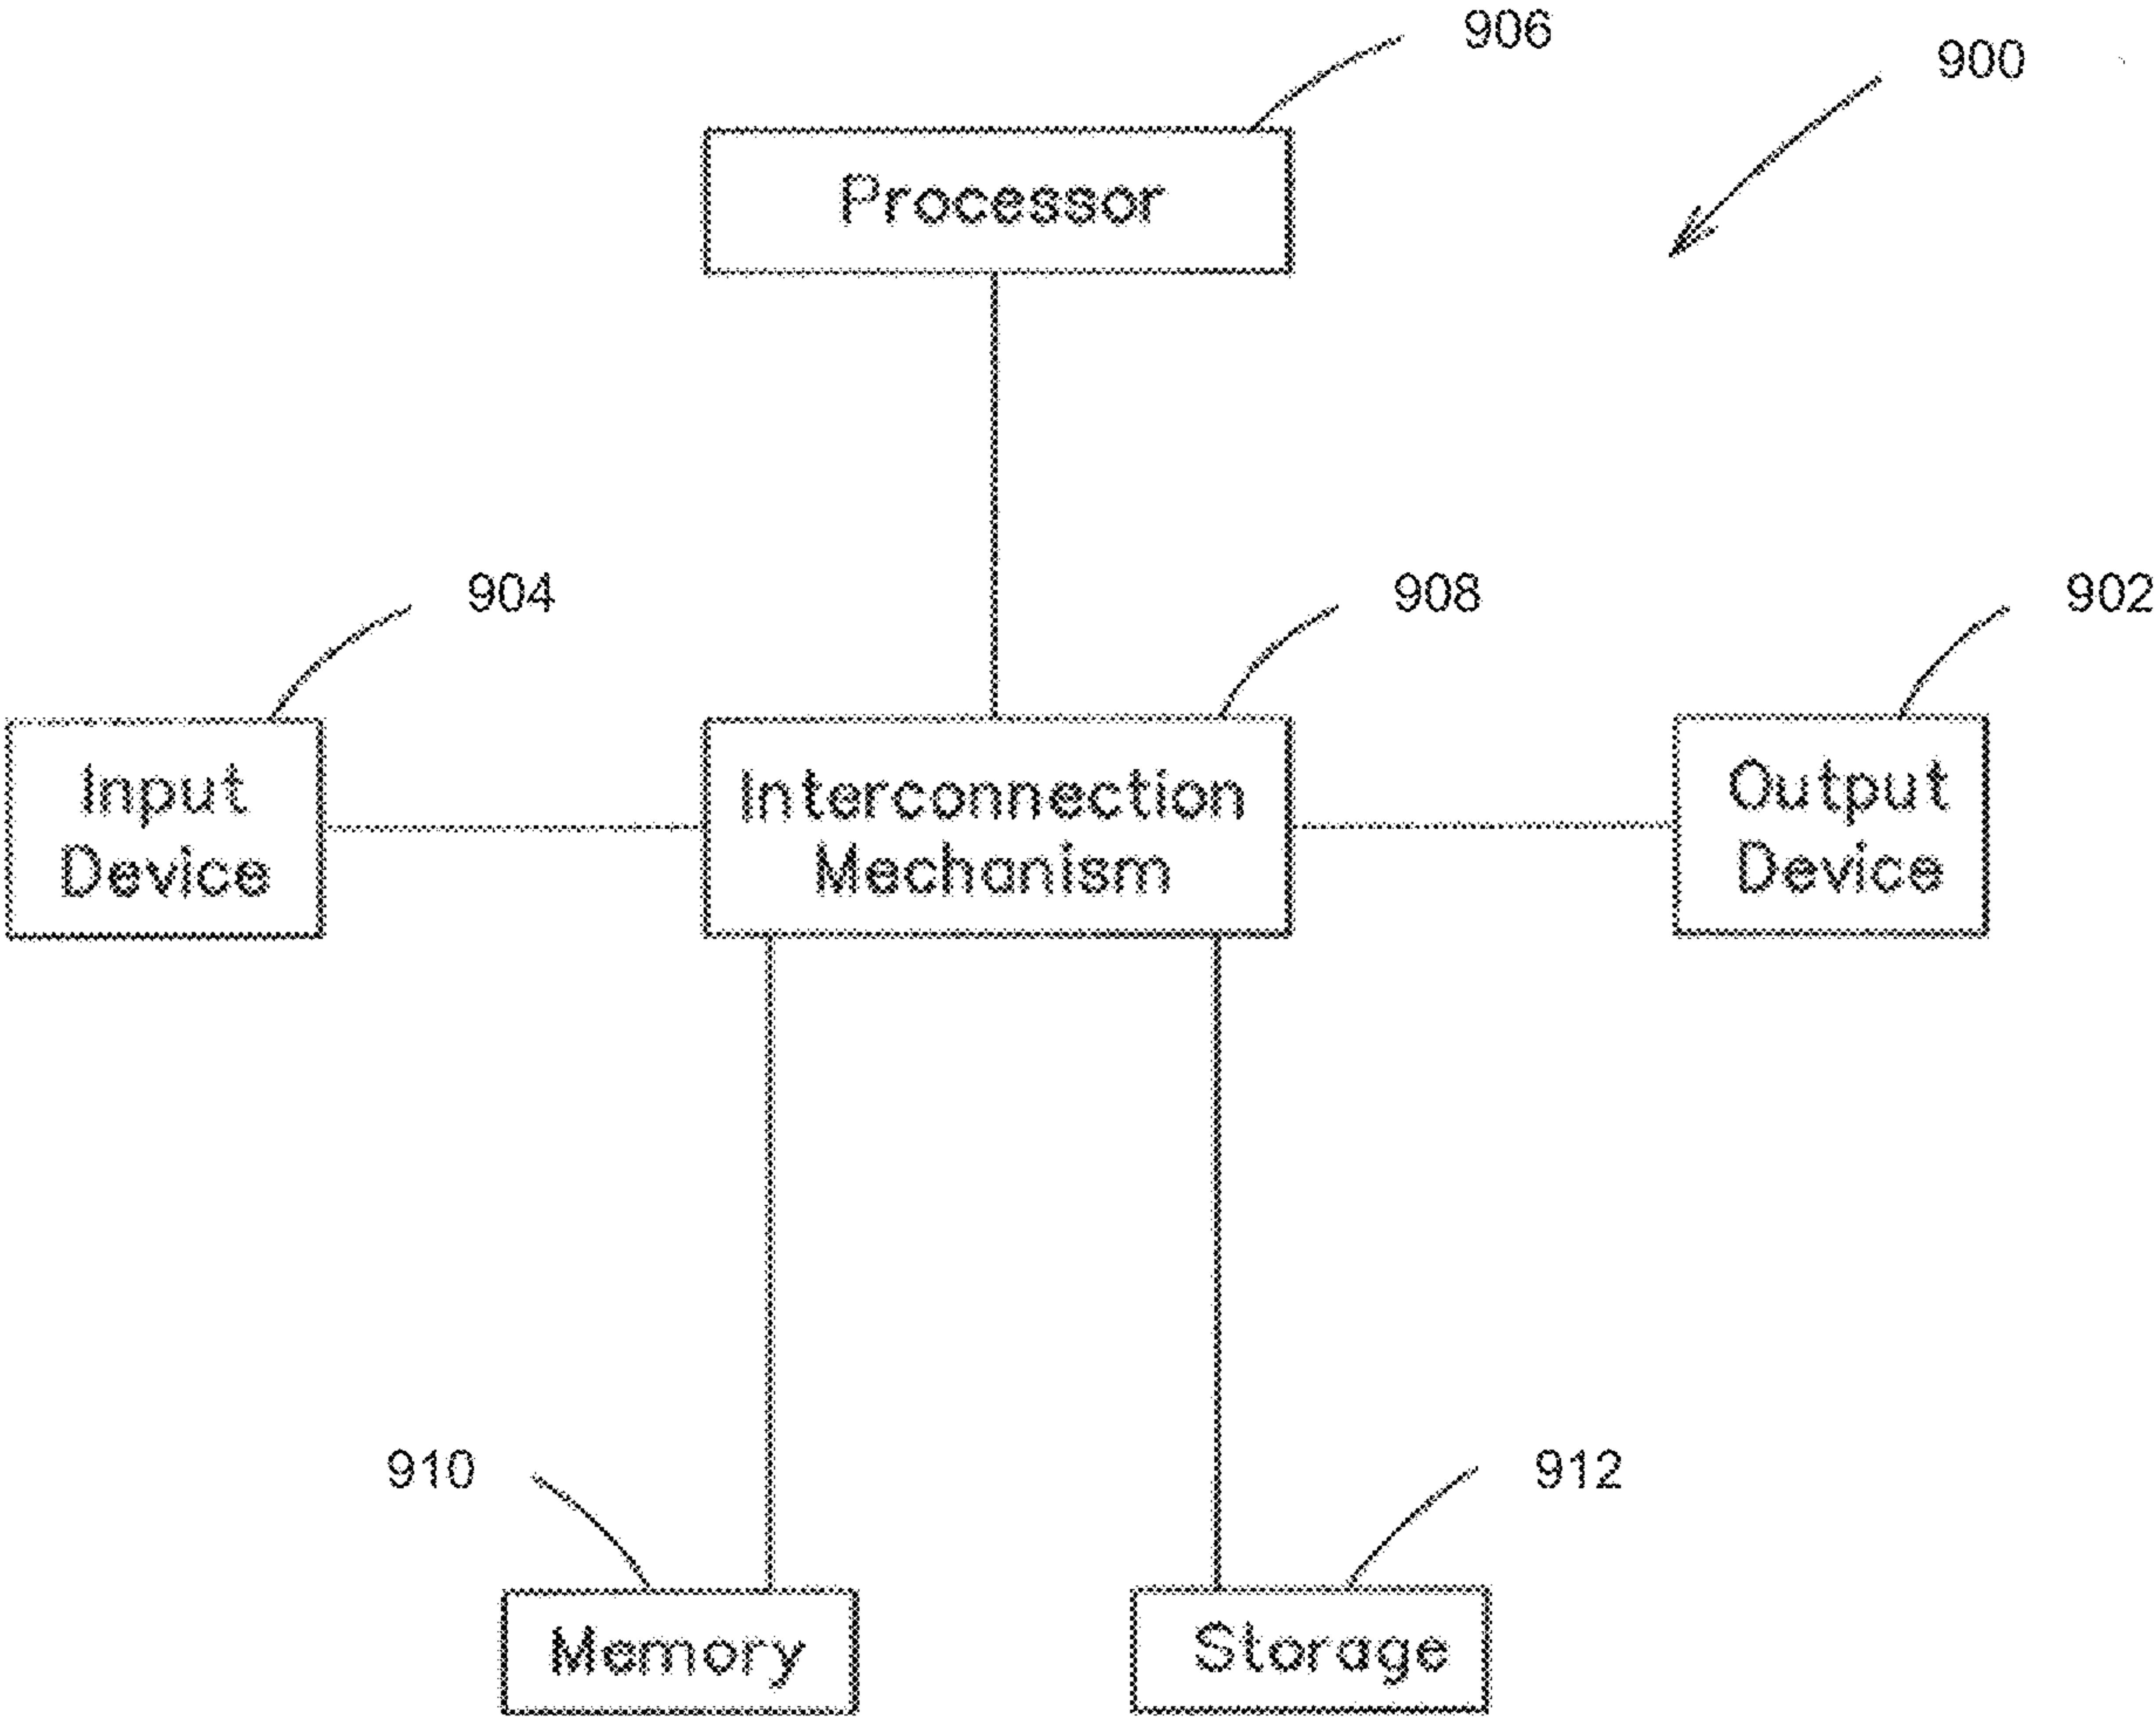 906
900
Processor
904
908
902
Input
Device
Interconnection
Mechanism
Output
Device
910
912
Memory
Storage